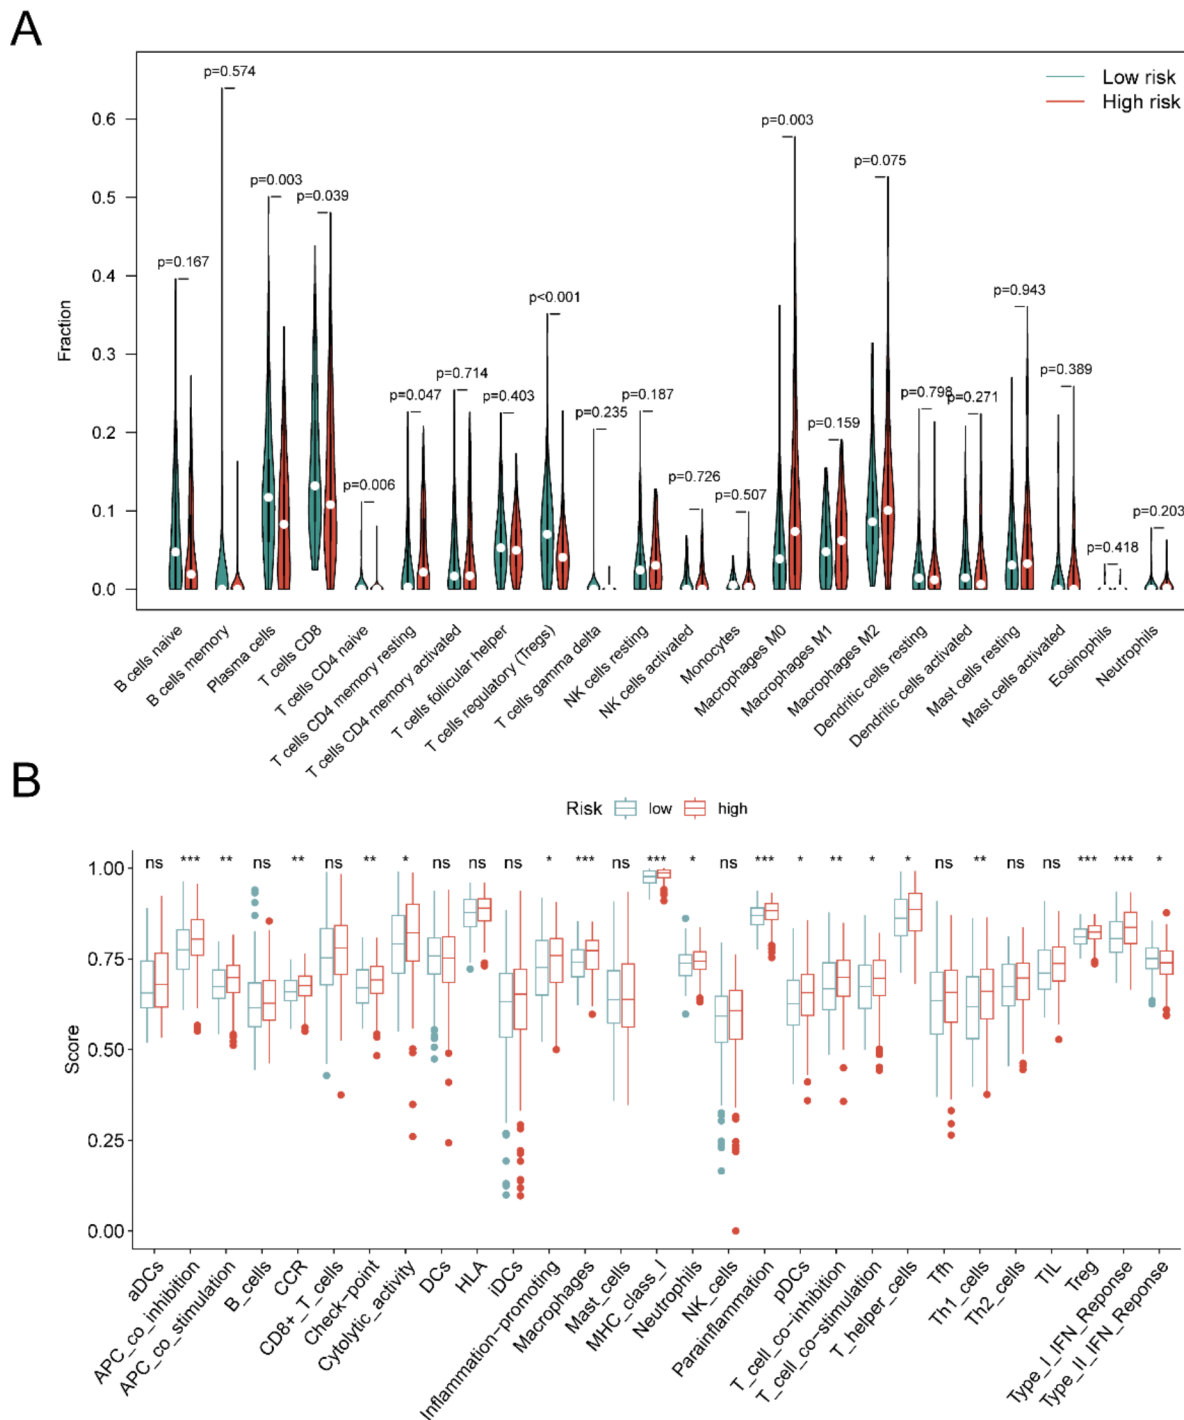 A
p=0.574
Low risk
High risk
0.6
p=0.003
p=0.075
p=0.003
0.5
p=0.039
p=0.167
0.4
p<0.001
p=0.943
Fraction
0.3
p=0.714
p=0.389
p=0.047
p=0.403
p=0.187
p=0.798
p=0.271
0.2
p=0.235
p=0.159
p=0.006
p=0.726
p=0.507
p=0.203
0.1
p=0.418
0.0
B cells naive
B cells memory
Plasma cells
T cells CD8
T cells CD4 naive
T cells CD4 memory resting
T cells CD4 memory activated
T cells follicular helper
T cells regulatory (Tregs)
T cells gamma delta
NK cells resting
NK cells activated
Monocytes
Macrophages M0
Macrophages M1
Macrophages M2
Dendritic cells resting
Dendritic cells activated
Mast cells resting
Mast cells activated
Eosinophils
Neutrophils
B
Risk low high
ns *** ** ns ** ns ** * ns ns ns * *** ns *** * ns *** * ** * * ns ** ns ns *** *** *
1.00
0.75
Score
0.50
0.25
0.00
aDCs
APC_co_inhibition
APC_co_stimulation
B_cells
CCR
CD8+_T_cells
Check-point
Cytolytic_activity
DCs
HLA
iDCs
Inflammation-promoting
Macrophages
Mast_cells
MHC_class_I
Neutrophils
NK_cells
Parainflammation
pDCs
T_cell_co-inhibition
T_cell_co-stimulation
T_helper_cells
Tfh
Th1_cells
Th2_cells
TIL
Treg
Type_I_IFN_Reponse
Type_II_IFN_Reponse